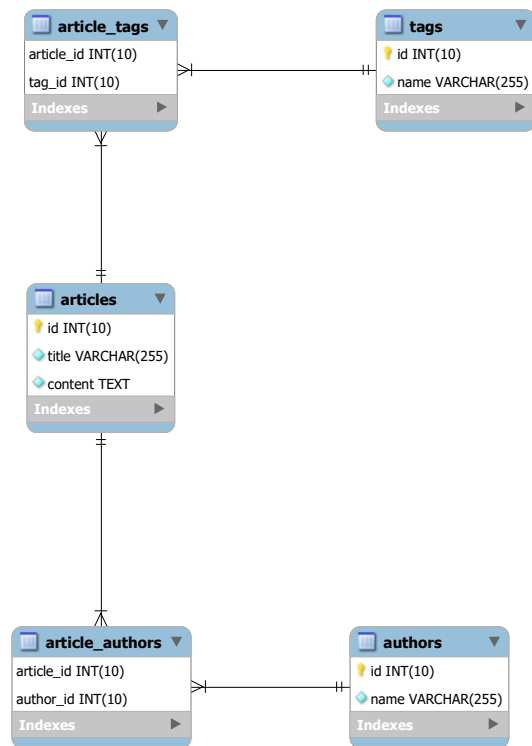 article_tags
article_id INT(10)
tag_id INT(10)
Indexes
tags
id INT(10)
name VARCHAR(255)
Indexes
articles
id INT(10)
title VARCHAR(255)
content TEXT
Indexes
article_authors
article_id INT(10)
author_id INT(10)
Indexes
authors
id INT(10)
name VARCHAR(255)
Indexes